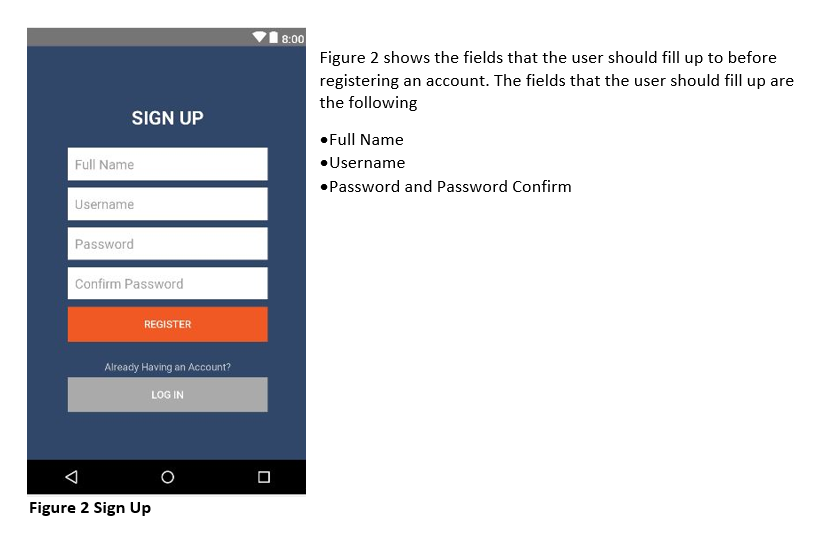 8:00
SIGN UP
Full Name
Username
Password
Confirm Password
REGISTER
Already Having an Account?
LOG IN
Figure 2 Sign Up
Figure 2 shows the fields that the user should fill up to before
registering an account. The fields that the user should fill up are
the following
•Full Name
•Username
•Password and Password Confirm